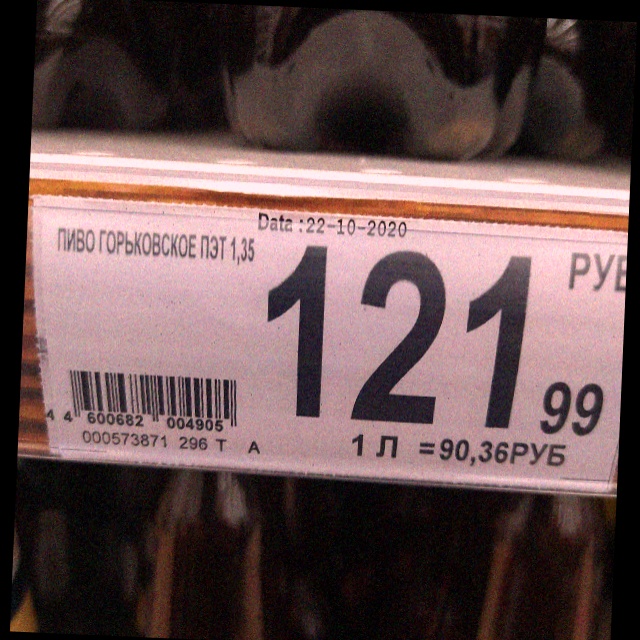 Data :22-10-2020
ПИВО ГОРЬКОВСКОЕ ПЭТ 1,35
121 99
4 4 600682 004905
000573871 296 Т А
1 Л =90,36РУБ